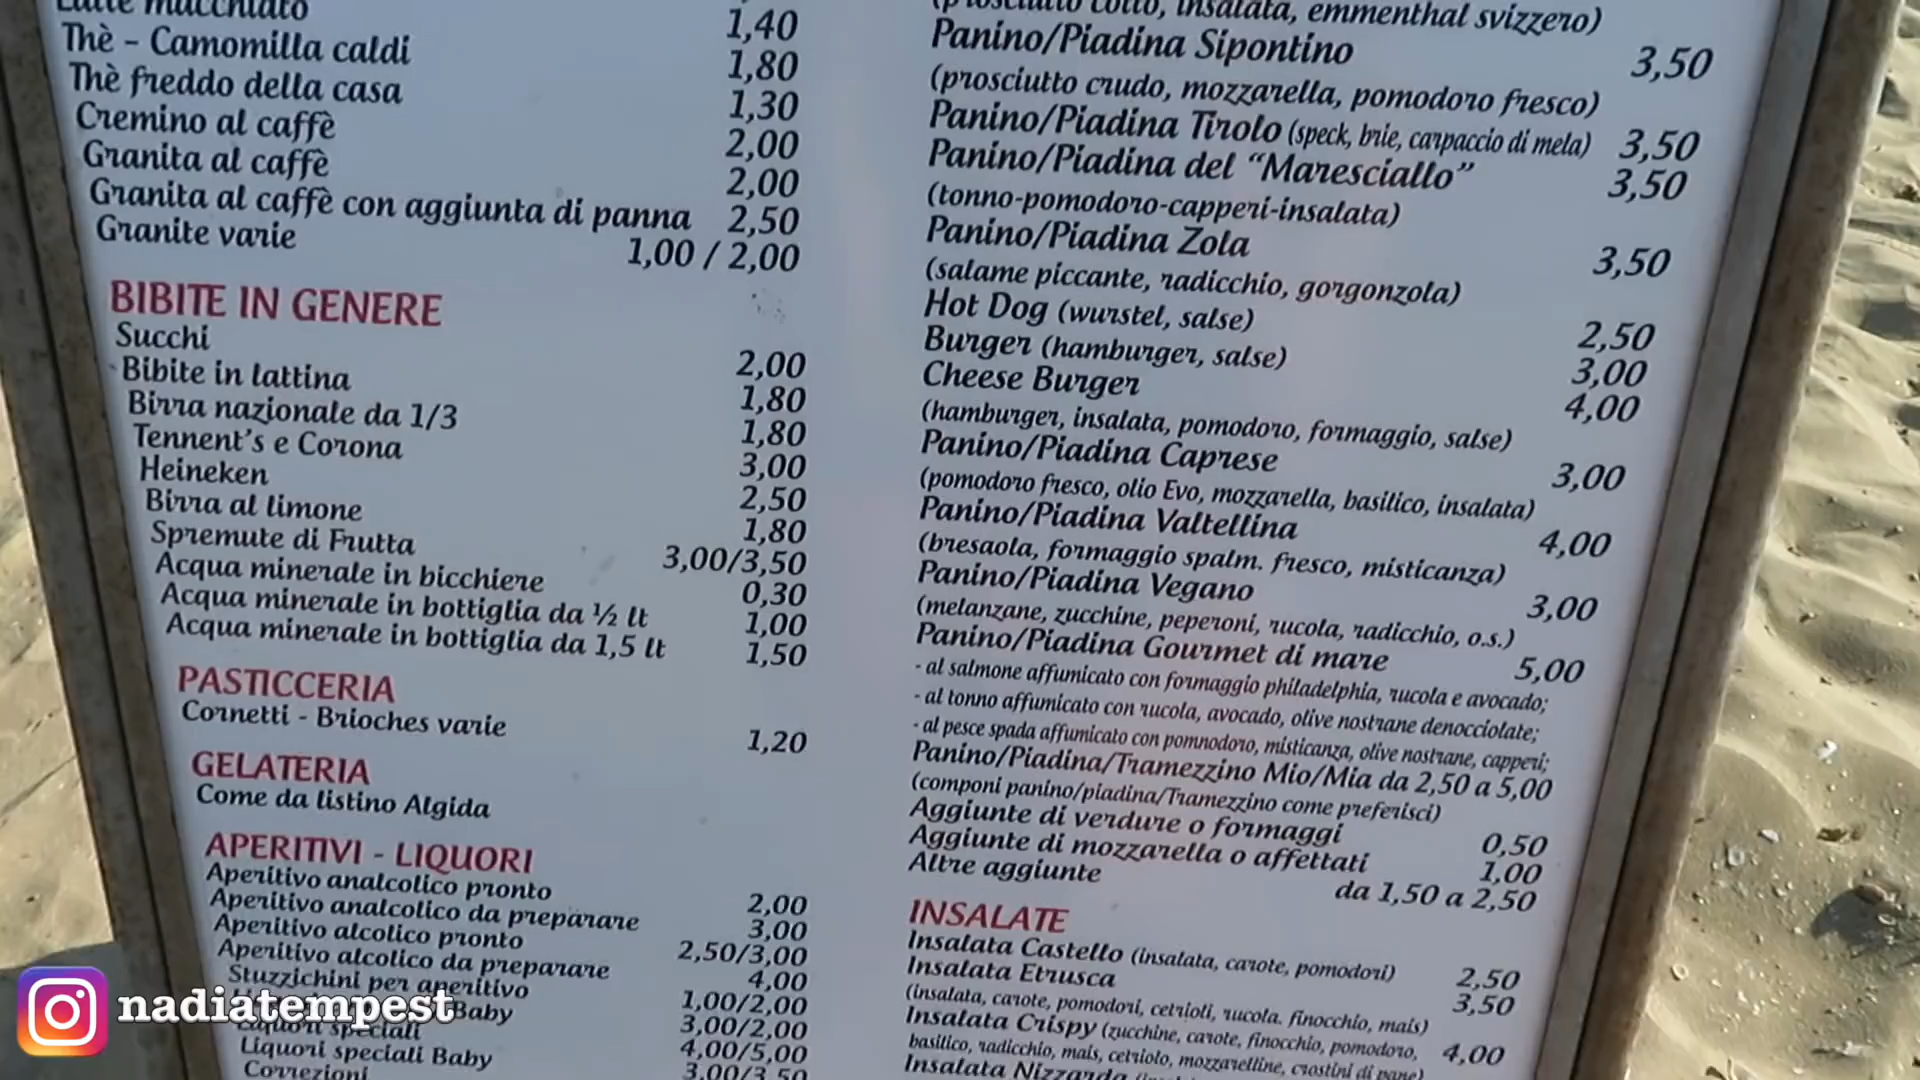 Latte macchiato 1,40
Thè - Camomilla caldi 1,80
Thè freddo della casa 1,30
Cremino al caffè 2,00
Granita al caffè 2,00
Granita al caffè con aggiunta di panna 2,50
Granite varie 1,00 / 2,00
BIBITE IN GENERE
Succhi 2,00
Bibite in lattina 1,80
Birra nazionale da 1/3 1,80
Tennent's e Corona 3,00
Heineken 2,50
Birra al limone 1,80
Spremute di Frutta 3,00/3,50
Acqua minerale in bicchiere 0,30
Acqua minerale in bottiglia da ½ lt 1,00
Acqua minerale in bottiglia da 1,5 lt 1,50
PASTICCERIA
Cornetti - Brioches varie 1,20
GELATERIA
Come da listino Algida
APERITIVI - LIQUORI
Aperitivo analcolico pronto 2,00
Aperitivo analcolico da preparare 3,00
Aperitivo alcolico pronto 2,50/3,00
Aperitivo alcolico da preparare 4,00
Stuzzichini per aperitivo 1,00/2,00
Baby 3,00/2,00
Liquori speciali 4,00/5,00
Liquori speciali Baby 3,00/3,50
Correzioni
(prosciutto cotto, insalata, emmenthal svizzero)
Panino/Piadina Sipontino 3,50
(prosciutto crudo, mozzarella, pomodoro fresco)
Panino/Piadina Tirolo (speck, brie, carpaccio di mela) 3,50
Panino/Piadina del “Maresciallo” 3,50
(tonno-pomodoro-capperi-insalata)
Panino/Piadina Zola 3,50
(salame piccante, radicchio, gorgonzola)
Hot Dog (wurstel, salse) 2,50
Burger (hamburger, salse) 3,00
Cheese Burger 4,00
(hamburger, insalata, pomodoro, formaggio, salse)
Panino/Piadina Caprese 3,00
(pomodoro fresco, olio Evo, mozzarella, basilico, insalata)
Panino/Piadina Valtellina 4,00
(bresaola, formaggio spalm. fresco, misticanza)
Panino/Piadina Vegano 3,00
(melanzane, zucchine, peperoni, rucola, radicchio, o.s.)
Panino/Piadina Gourmet di mare 5,00
- al salmone affumicato con formaggio philadelphia, rucola e avocado;
- al tonno affumicato con rucola, avocado, olive nostrane denocciolate;
- al pesce spada affumicato con pomnodoro, misticanza, olive nostrane, capperi;
Panino/Piadina/Tramezzino Mio/Mia da 2,50 a 5,00
(componi panino/piadina/Tramezzino come preferisci)
Aggiunte di verdure o formaggi 0,50
Aggiunte di mozzarella o affettati 1,00
Altre aggiunte da 1,50 a 2,50
INSALATE
Insalata Castello (insalata, carote, pomodori) 2,50
Insalata Etrusca 3,50
(insalata, carote, pomodori, cetrioli, rucola. finocchio, mais)
Insalata Crispy (zucchine, carote, finocchio, pomodoro, 4,00
basilico, radicchio, mais, cetriolo, mozzarelline, crostini di pane)
Insalata Nizzarda
nadiatempest